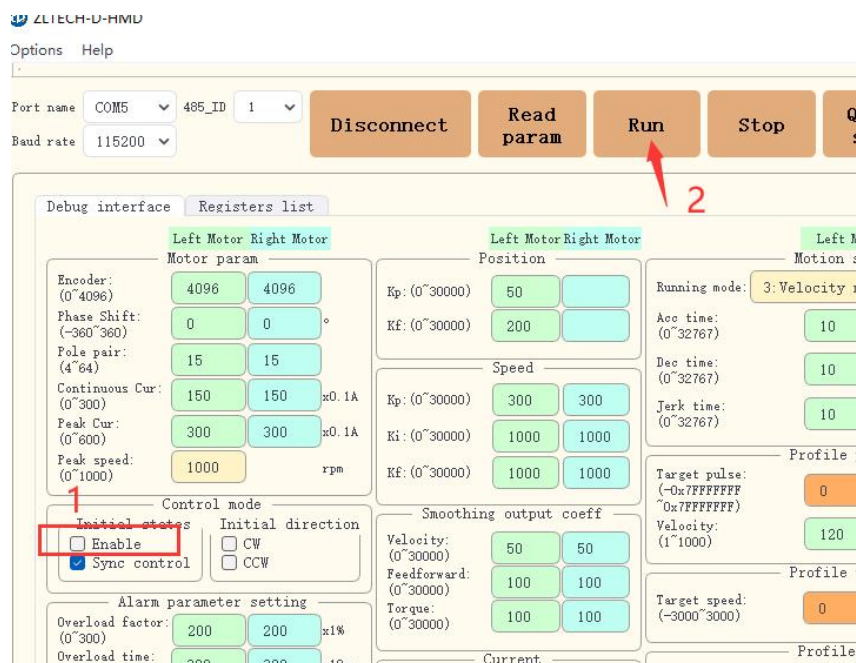 ZLTECH-D-HMD
Options Help
Port name COM5 485_ID 1
Baud rate 115200
Disconnect
Read param
Run
Stop
2
Debug interface Registers list
Left Motor Right Motor
Motor param
Encoder: (0~4096) 4096 4096
Phase Shift: (-360~360) 0 0 °
Pole pair: (4~64) 15 15
Continuous Cur: (0~300) 150 150 x0.1A
Peak Cur: (0~600) 300 300 x0.1A
Peak speed: (0~1000) 1000 rpm
1
Control mode
Initial states Initial direction
Enable CW
Sync control CCW
Alarm parameter setting
Overload factor: (0~300) 200 200 x1%
Overload time:
Left Motor Right Motor
Position
Kp:(0~30000) 50
Kf:(0~30000) 200
Speed
Kp:(0~30000) 300 300
Ki:(0~30000) 1000 1000
Kf:(0~30000) 1000 1000
Smoothing output coeff
Velocity: (0~30000) 50 50
Feedforward: (0~30000) 100 100
Torque: (0~30000) 100 100
Current
Left M
Motion s
Running mode: 3:Velocity
Acc time: (0~32767) 10
Dec time: (0~32767) 10
Jerk time: (0~32767) 10
Profile
Target pulse: (-0x7FFFFFFF ~0x7FFFFFFF) 0
Velocity: (1~1000) 120
Profile
Target speed: (-3000~3000) 0
Profile